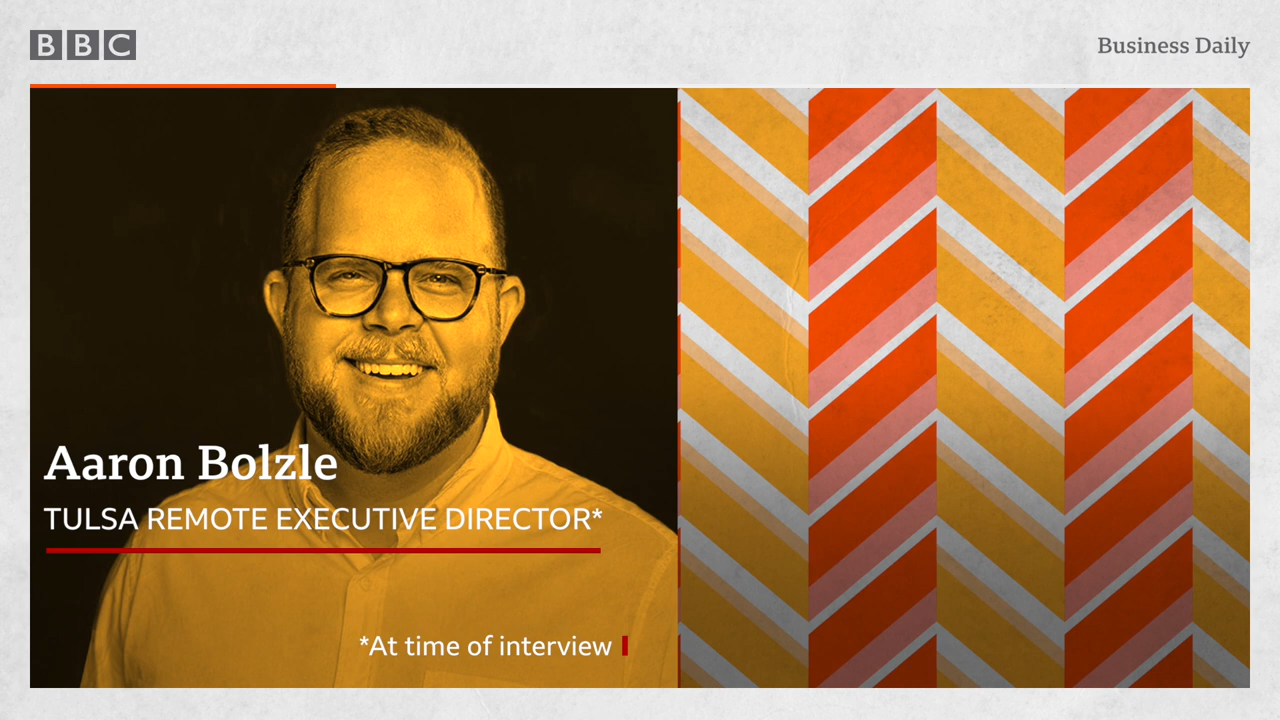 BBC
Business Daily
Aaron Bolzle
TULSA REMOTE EXECUTIVE DIRECTOR*
*At time of interview